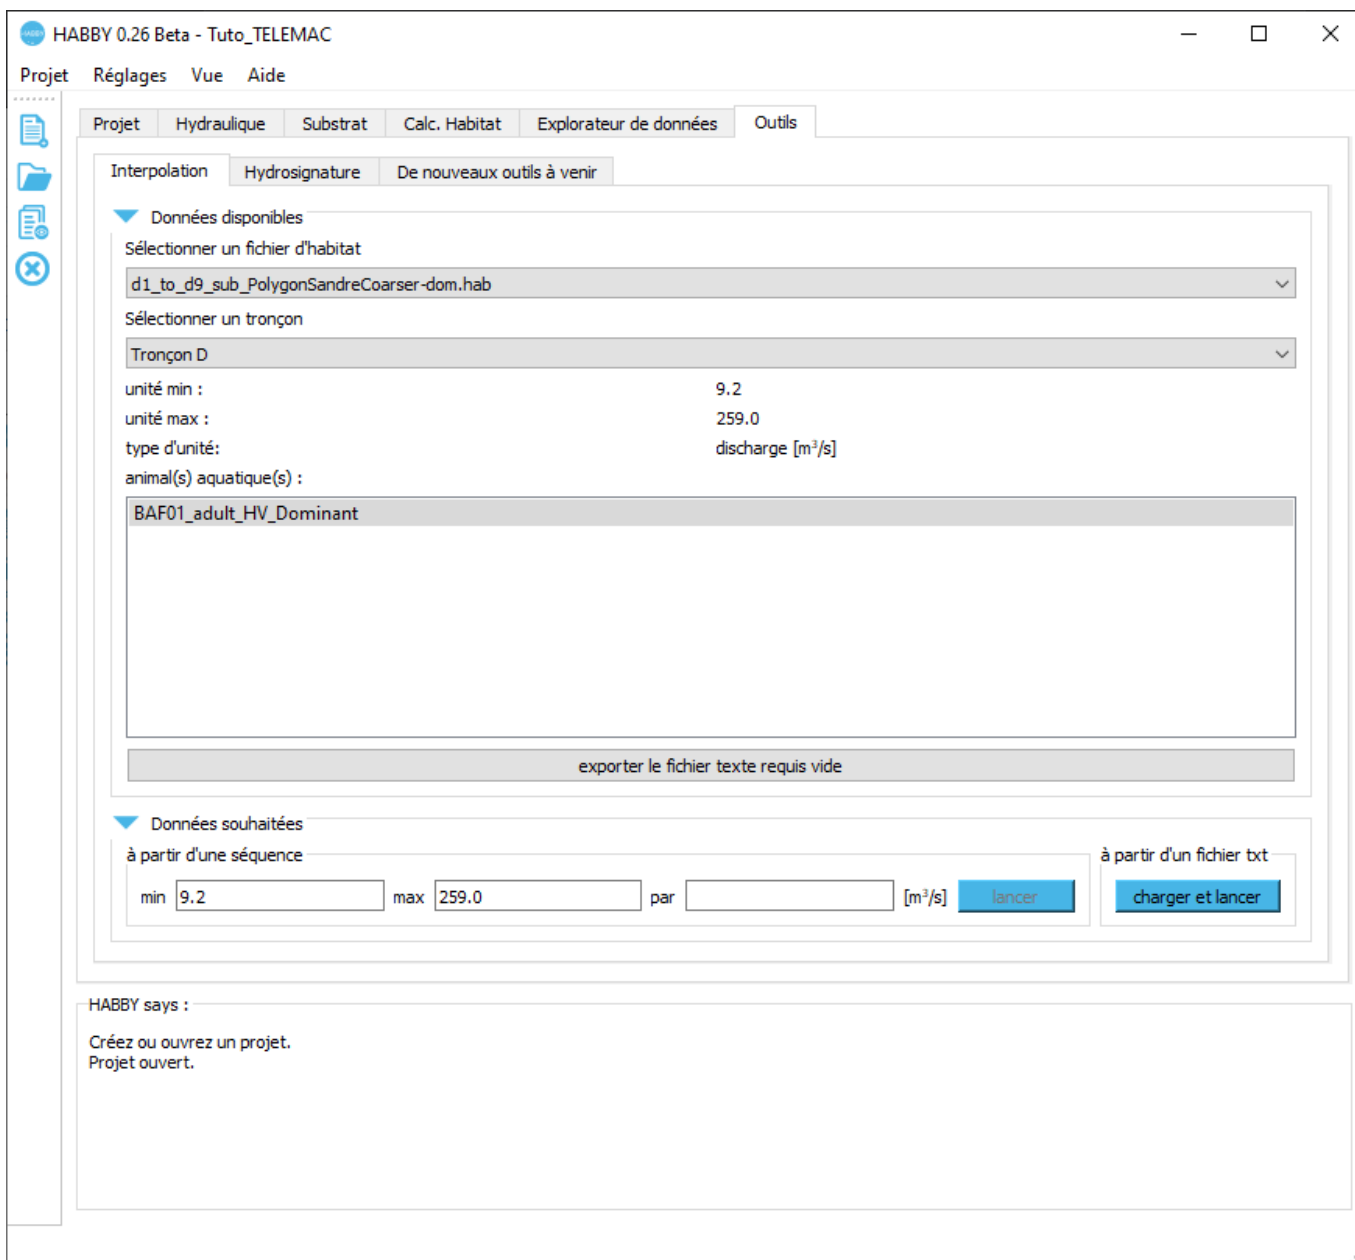 HABBY 0.26 Beta - Tuto_TELEMAC
Projet Réglages Vue Aide
Projet Hydraulique Substrat Calc. Habitat Explorateur de données Outils
Interpolation Hydrosignature De nouveaux outils à venir
Données disponibles
Sélectionner un fichier d'habitat
d1_to_d9_sub_PolygonSandreCoarser-dom.hab
Sélectionner un tronçon
Tronçon D
unité min : 9.2
unité max : 259.0
type d'unité: discharge [m³/s]
animal(s) aquatique(s) :
BAF01_adult_HV_Dominant
exporter le fichier texte requis vide
Données souhaitées
à partir d'une séquence à partir d'un fichier txt
min 9.2 max 259.0 par [m³/s] lancer charger et lancer
HABBY says :
Créez ou ouvrez un projet.
Projet ouvert.